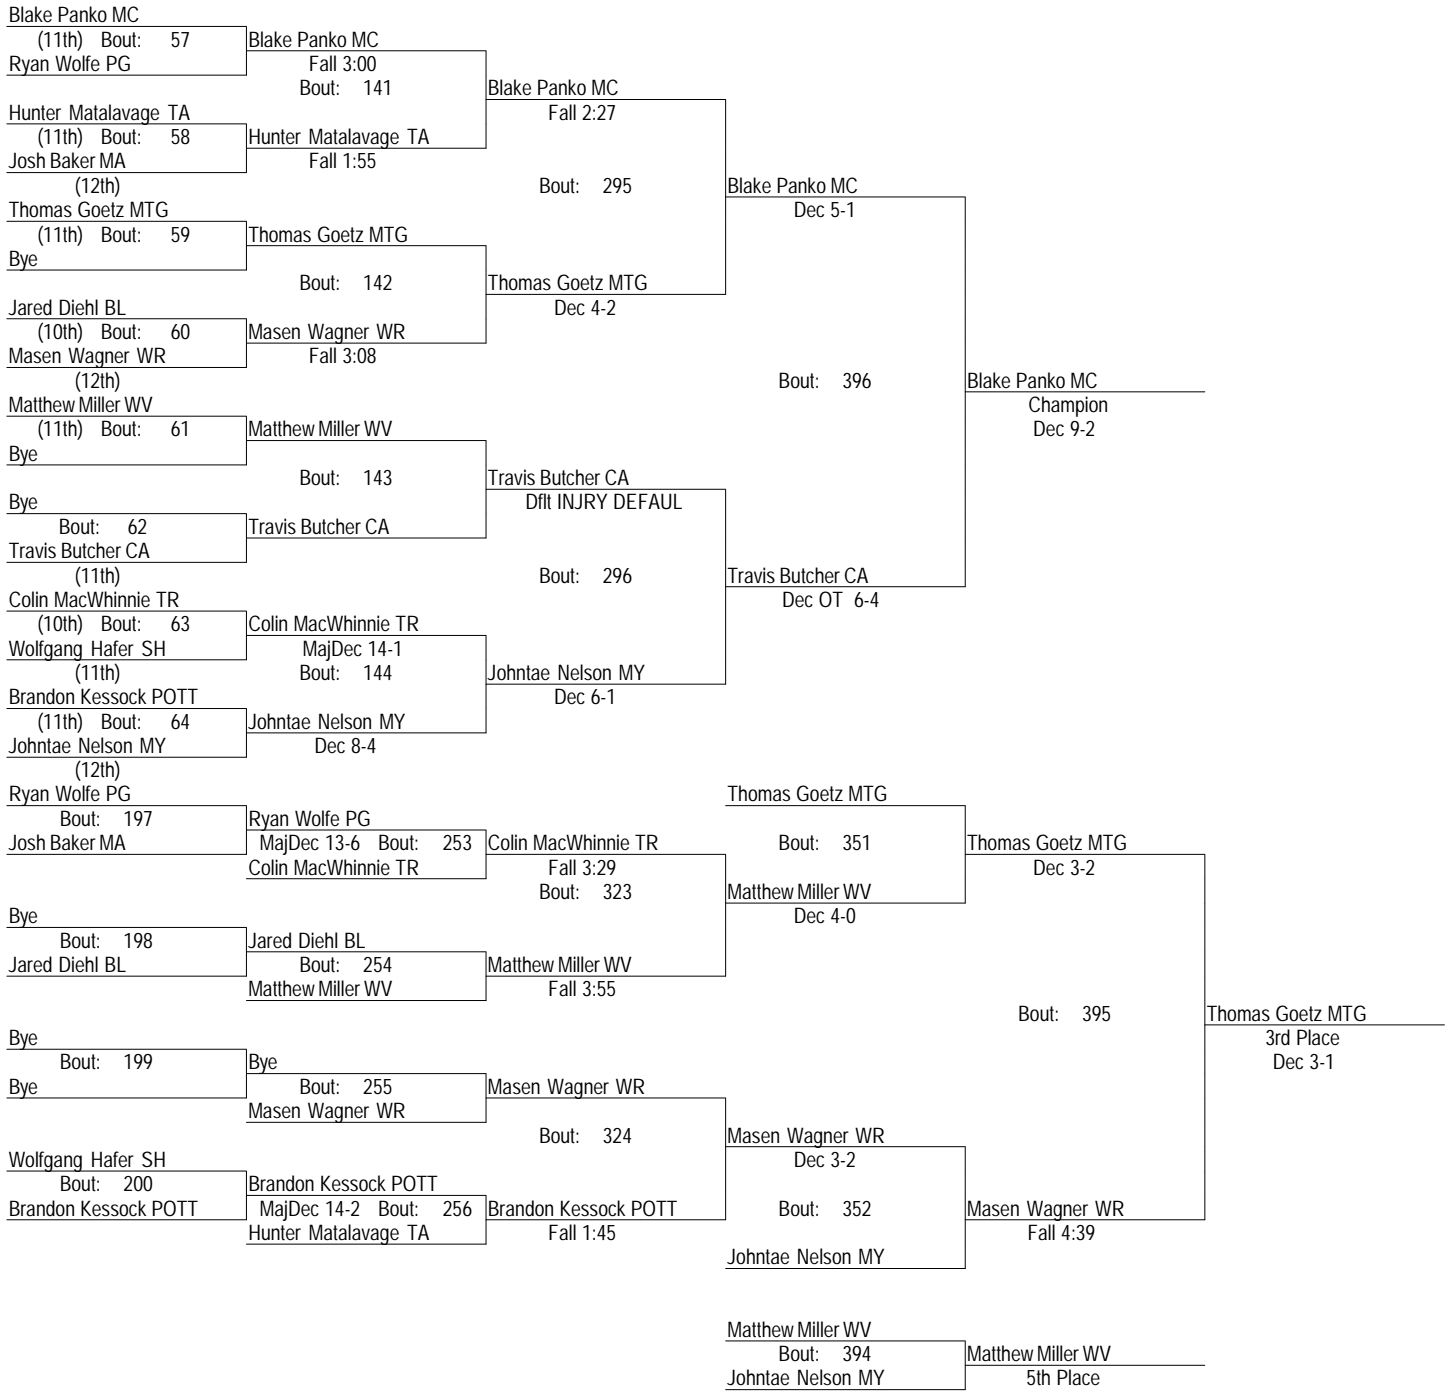 Blake Panko MC
(11th) Bout: 57 Blake Panko MC
Ryan Wolfe PG Fall 3:00
Bout: 141 Blake Panko MC
Hunter Matalavage TA Fall 2:27
(11th) Bout: 58 Hunter Matalavage TA
Josh Baker MA Fall 1:55
(12th) Bout: 295 Blake Panko MC
Thomas Goetz MTG Dec 5-1
(11th) Bout: 59 Thomas Goetz MTG
Bye
Bout: 142 Thomas Goetz MTG
Jared Diehl BL Dec 4-2
(10th) Bout: 60 Masen Wagner WR
Masen Wagner WR Fall 3:08
(12th) Bout: 396 Blake Panko MC
Matthew Miller WV Champion
(11th) Bout: 61 Matthew Miller WV Dec 9-2
Bye
Bout: 143 Travis Butcher CA
Bye Dflt INJRY DEFAUL
Bout: 62 Travis Butcher CA
Travis Butcher CA
(11th) Bout: 296 Travis Butcher CA
Colin MacWhinnie TR Dec OT 6-4
(10th) Bout: 63 Colin MacWhinnie TR
Wolfgang Hafer SH MajDec 14-1
(11th) Bout: 144 Johntae Nelson MY
Brandon Kessock POTT Dec 6-1
(11th) Bout: 64 Johntae Nelson MY
Johntae Nelson MY Dec 8-4
(12th)
Ryan Wolfe PG Thomas Goetz MTG
Bout: 197 Ryan Wolfe PG
Josh Baker MA MajDec 13-6 Bout: 253 Colin MacWhinnie TR Bout: 351 Thomas Goetz MTG
Colin MacWhinnie TR Fall 3:29 Dec 3-2
Bout: 323 Matthew Miller WV
Bye Dec 4-0
Bout: 198 Jared Diehl BL
Jared Diehl BL Bout: 254 Matthew Miller WV
Matthew Miller WV Fall 3:55
Bout: 395 Thomas Goetz MTG
Bye 3rd Place
Bout: 199 Bye Dec 3-1
Bye Bout: 255 Masen Wagner WR
Masen Wagner WR
Bout: 324 Masen Wagner WR
Wolfgang Hafer SH Dec 3-2
Bout: 200 Brandon Kessock POTT
Brandon Kessock POTT MajDec 14-2 Bout: 256 Brandon Kessock POTT Bout: 352 Masen Wagner WR
Hunter Matalavage TA Fall 1:45 Fall 4:39
Johntae Nelson MY
Matthew Miller WV
Bout: 394 Matthew Miller WV
Johntae Nelson MY 5th Place